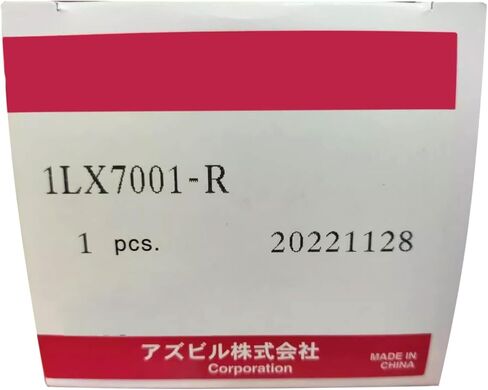 1LX7001-R
1 pcs. 20221128
アズビル株式会社
Corporation
MADE IN
CHINA